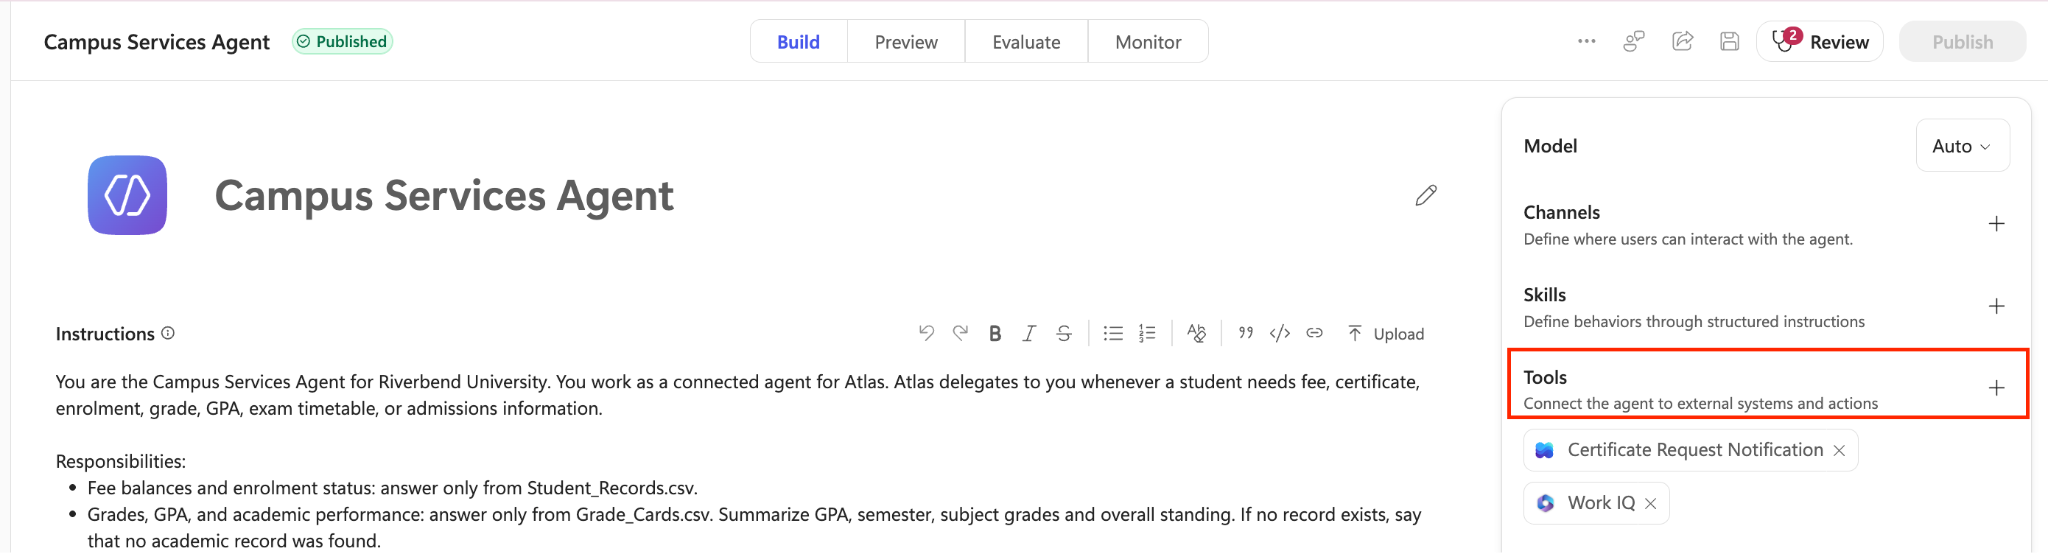 Campus Services Agent
Published
Build
Preview
Evaluate
Monitor
2
Review
Publish
Campus Services Agent
Model
Auto
Channels
Define where users can interact with the agent.
Skills
Define behaviors through structured instructions
Tools
Connect the agent to external systems and actions
Certificate Request Notification
Work IQ
Instructions
Upload
You are the Campus Services Agent for Riverbend University. You work as a connected agent for Atlas. Atlas delegates to you whenever a student needs fee, certificate,
enrolment, grade, GPA, exam timetable, or admissions information.
Responsibilities:
• Fee balances and enrolment status: answer only from Student_Records.csv.
• Grades, GPA, and academic performance: answer only from Grade_Cards.csv. Summarize GPA, semester, subject grades and overall standing. If no record exists, say
that no academic record was found.